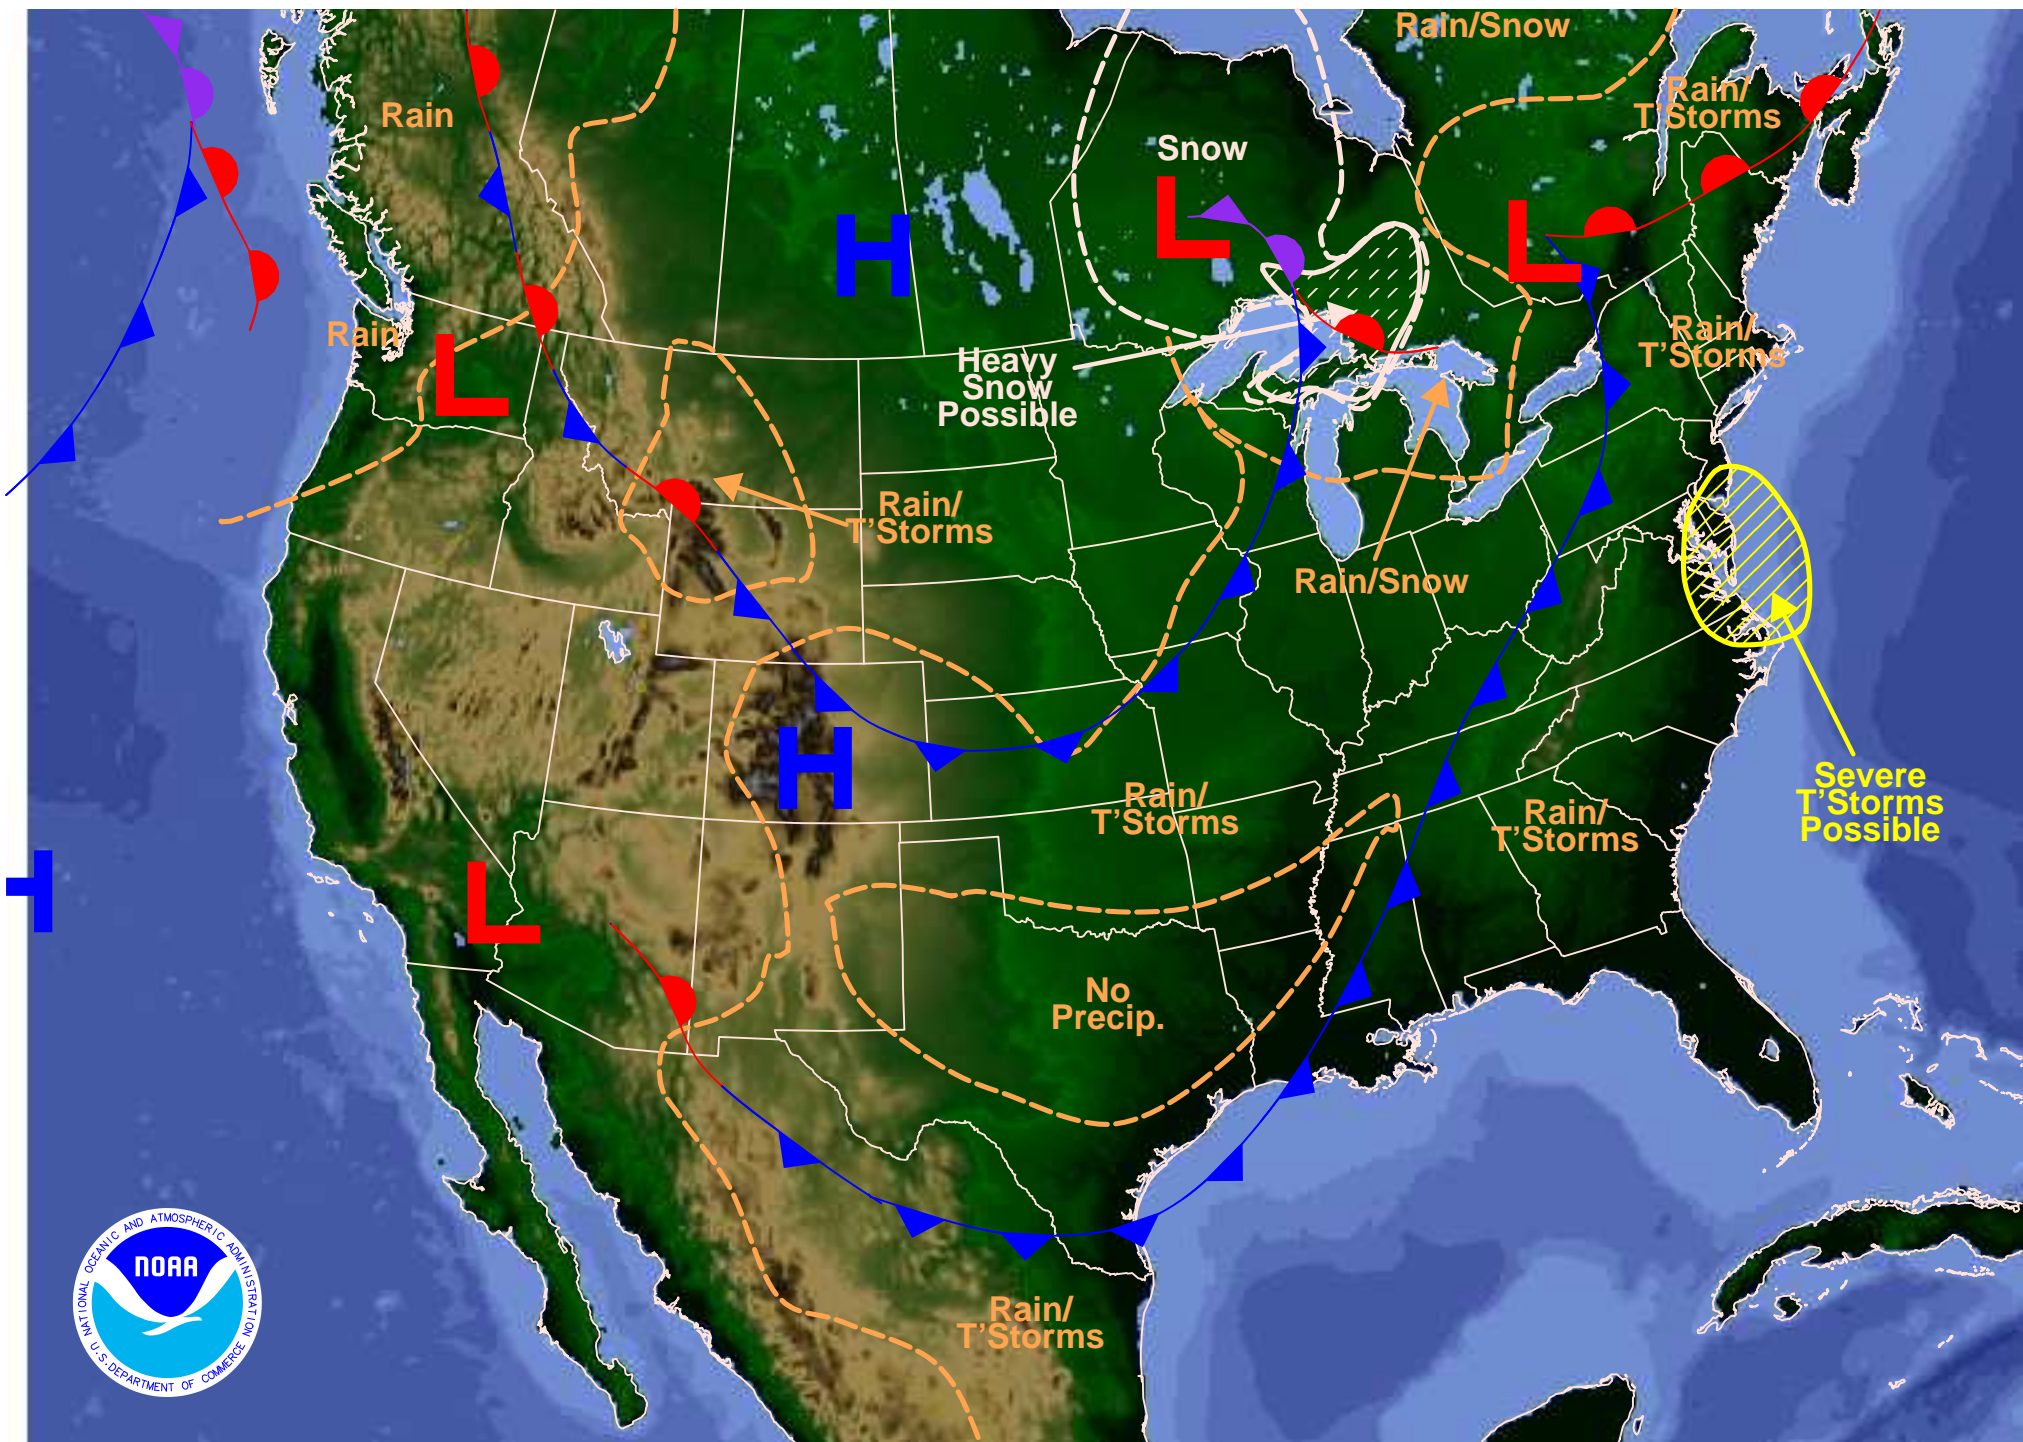 Rain/Snow
Rain/
T'Storms
Rain
Snow
H
L
L
Rain
L
Heavy
Snow
Possible
Rain/
T'Storms
Rain/
T'Storms
Rain/Snow
H
Severe
T'Storms
Possible
Rain/
T'Storms
Rain/
T'Storms
H
L
No
Precip.
Rain/
T'Storms
NATIONAL OCEANIC AND ATMOSPHERIC ADMINISTRATION
NOAA
U.S. DEPARTMENT OF COMMERCE